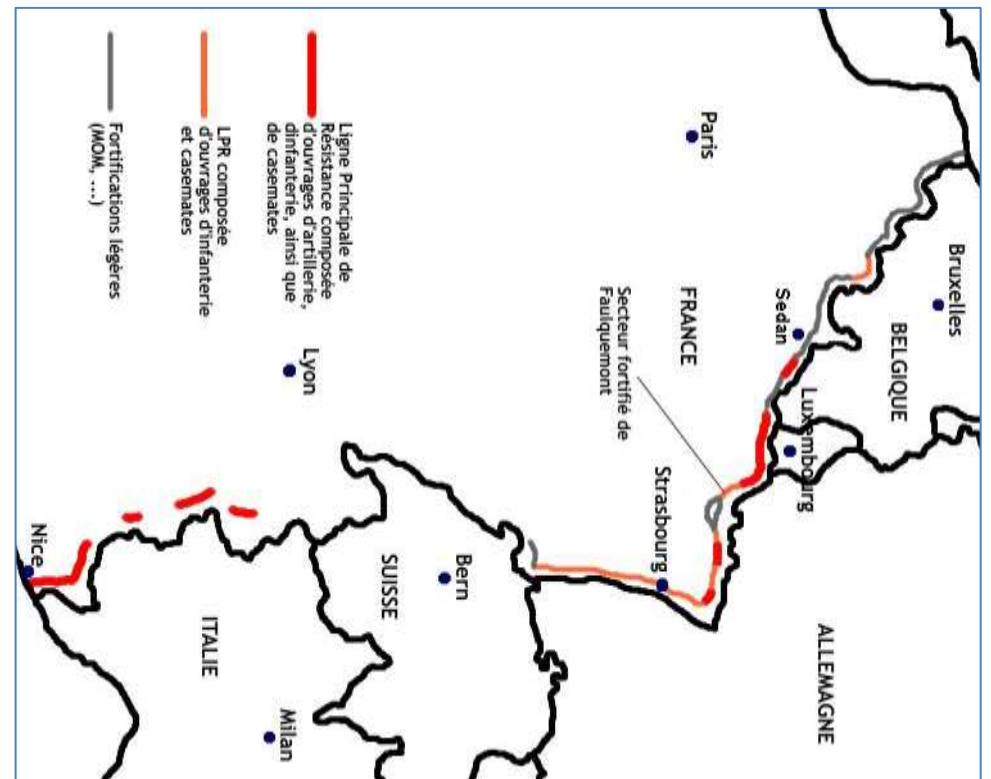 Bruxelles
BELGIQUE
Luxembourg
ALLEMAGNE
Sedan
Paris
FRANCE
Secteur fortifié de
Faulquemont
Strasbourg
Bern
SUISSE
Lyon
Milan
ITALIE
Nice
Ligne Principale de
Résistance composée
d'ouvrages d'artillerie,
dinfanterie, ainsi que
de casemates
LPR composée
d'ouvrages d'infanterie
et casemates
Fortifications légères
(MOM, ...)